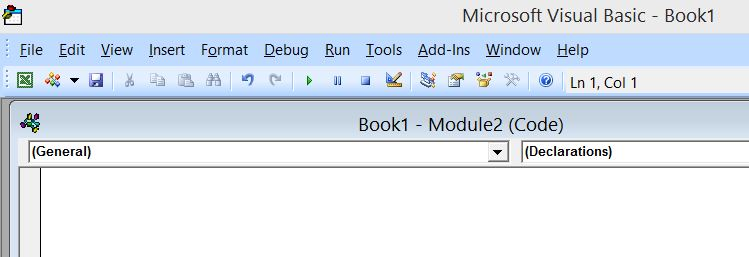 Microsoft Visual Basic - Book1
File Edit View Insert Format Debug Run Tools Add-Ins Window Help
Ln 1, Col 1
Book1 - Module2 (Code)
(General) (Declarations)